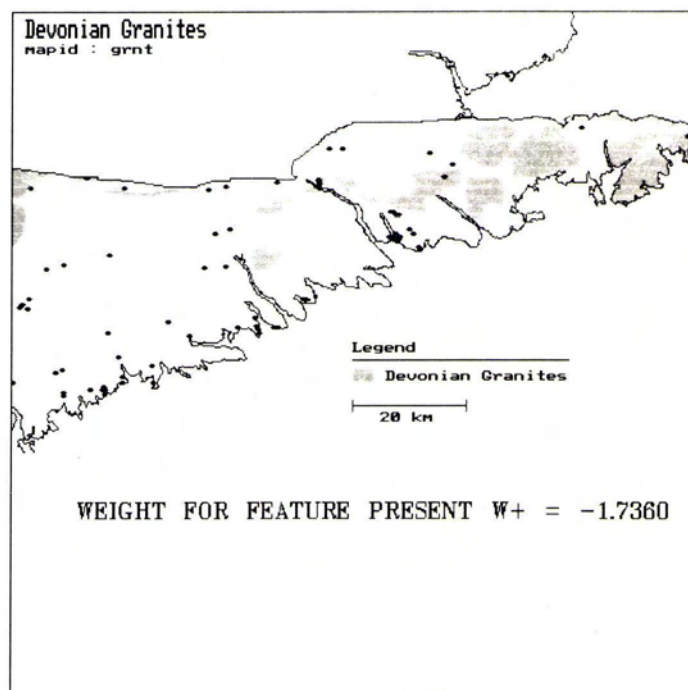 Devonian Granites
mapid : grnt
Legend
Devonian Granites
20 km
WEIGHT FOR FEATURE PRESENT W+ = -1.7360